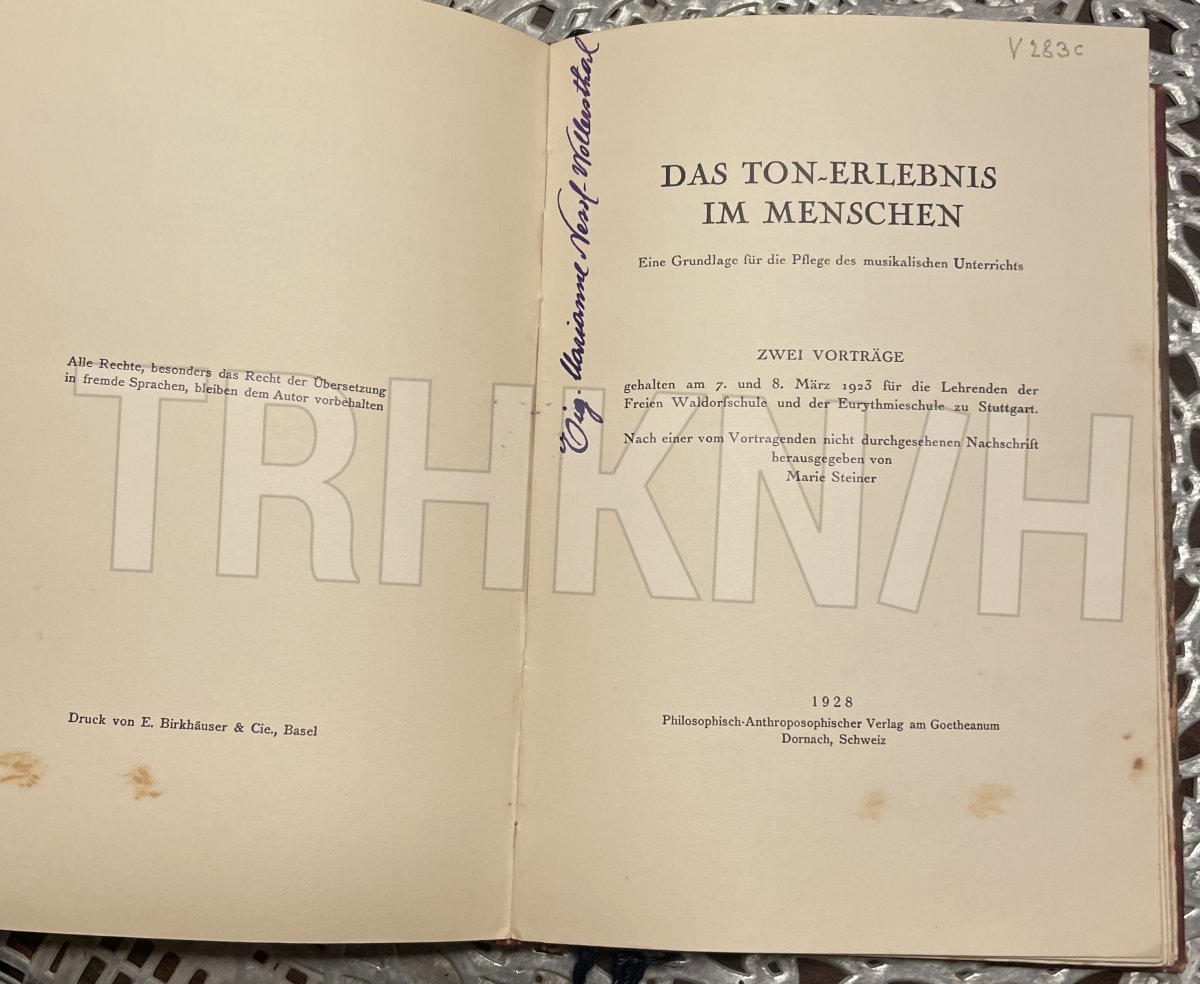 Alle Rechte, besonders das Recht der Übersetzung
in fremde Sprachen, bleiben dem Autor vorbehalten
Druck von E. Birkhäuser & Cie., Basel
Marianne
V 283c
DAS TON-ERLEBNIS
IM MENSCHEN
Eine Grundlage für die Pflege des musikalischen Unterrichts
ZWEI VORTRÄGE
gehalten am 7. und 8. März 1923 für die Lehrenden der
Freien Waldorfschule und der Eurythmieschule zu Stuttgart.
Nach einer vom Vortragenden nicht durchgesehenen Nachschrift
herausgegeben von
Marie Steiner
1928
Philosophisch-Anthroposophischer Verlag am Goetheanum
Dornach, Schweiz
TRHKN/H